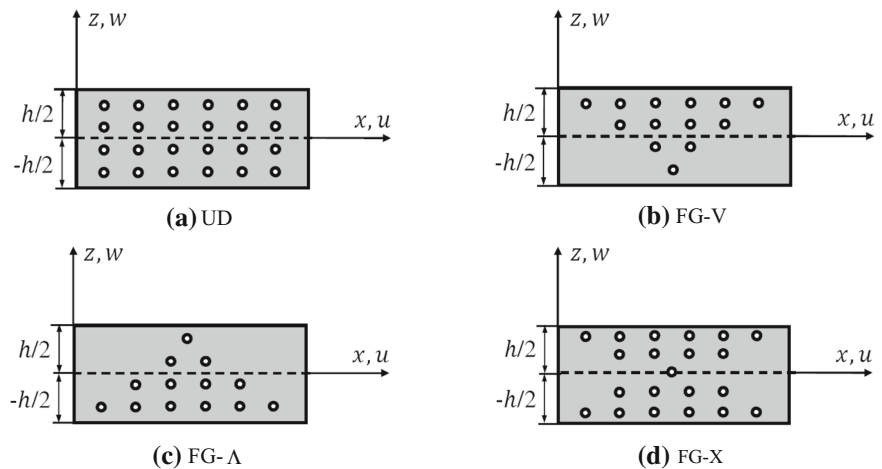 z, w
h/2
x, u
-h/2
(a) UD
z, w
h/2
x, u
-h/2
(b) FG-V
z, w
h/2
x, u
-h/2
(c) FG- Λ
z, w
h/2
x, u
-h/2
(d) FG-X